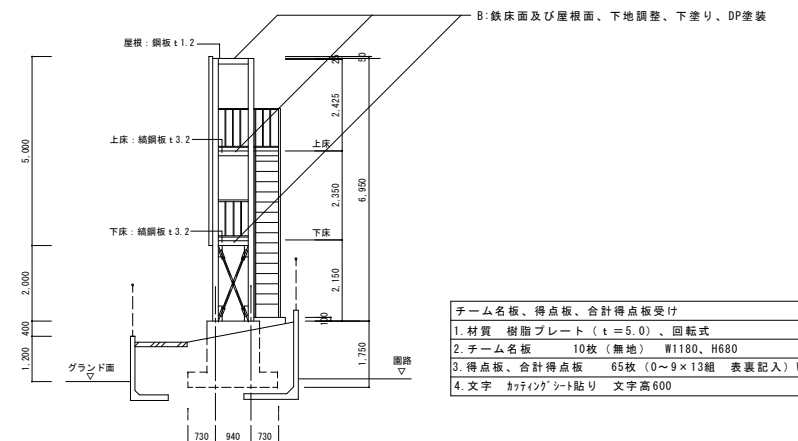 B:鉄床面及び屋根面、下地調整、下塗り、DP塗装
屋根：鋼板ｔ1.2
50
25
2,425
上床：縞鋼板ｔ3.2
上床
5,000
2,350
6,950
下床：縞鋼板ｔ3.2
下床
2,000
2,150
100
400
1,200
1,750
グランド面
園路
730
940
730
チーム名板、得点板、合計得点板受け
1.材質　樹脂プレート（ｔ＝5.0）、回転式
2.チーム名板　10枚（無地）　W1180、H680
3.得点板、合計得点板　65枚（0～9×13組　表裏記入）
4.文字　ｶｯﾃｨﾝｸﾞｼｰﾄ貼り　文字高600